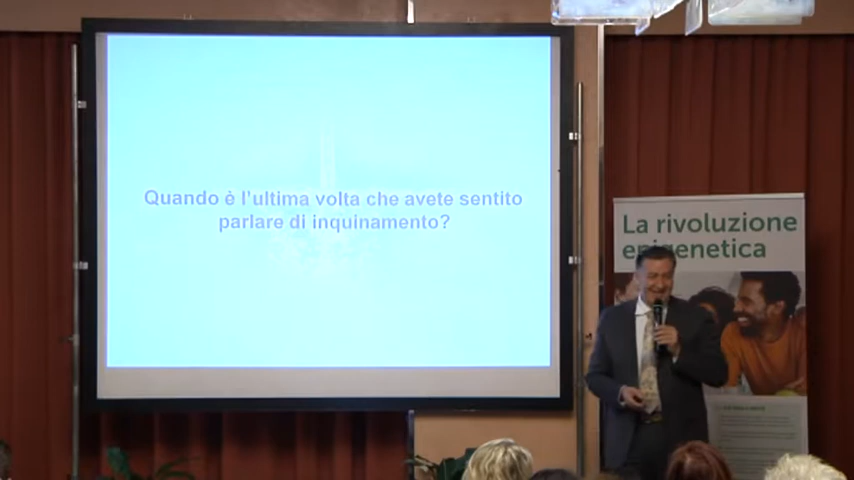 Quando è l'ultima volta che avete sentito
parlare di inquinamento?
La rivoluzione
epigenetica